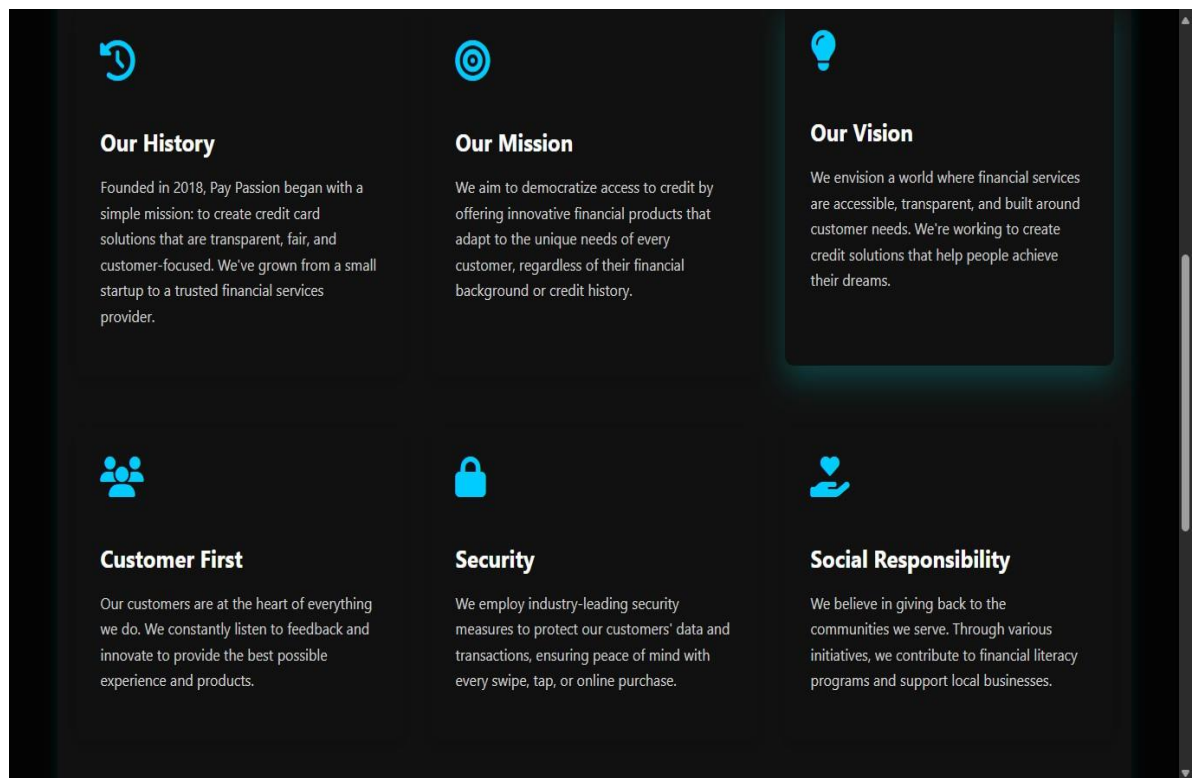 Our History
Founded in 2018, Pay Passion began with a
simple mission: to create credit card
solutions that are transparent, fair, and
customer-focused. We've grown from a small
startup to a trusted financial services
provider.
Our Mission
We aim to democratize access to credit by
offering innovative financial products that
adapt to the unique needs of every
customer, regardless of their financial
background or credit history.
Our Vision
We envision a world where financial services
are accessible, transparent, and built around
customer needs. We're working to create
credit solutions that help people achieve
their dreams.
Customer First
Our customers are at the heart of everything
we do. We constantly listen to feedback and
innovate to provide the best possible
experience and products.
Security
We employ industry-leading security
measures to protect our customers' data and
transactions, ensuring peace of mind with
every swipe, tap, or online purchase.
Social Responsibility
We believe in giving back to the
communities we serve. Through various
initiatives, we contribute to financial literacy
programs and support local businesses.